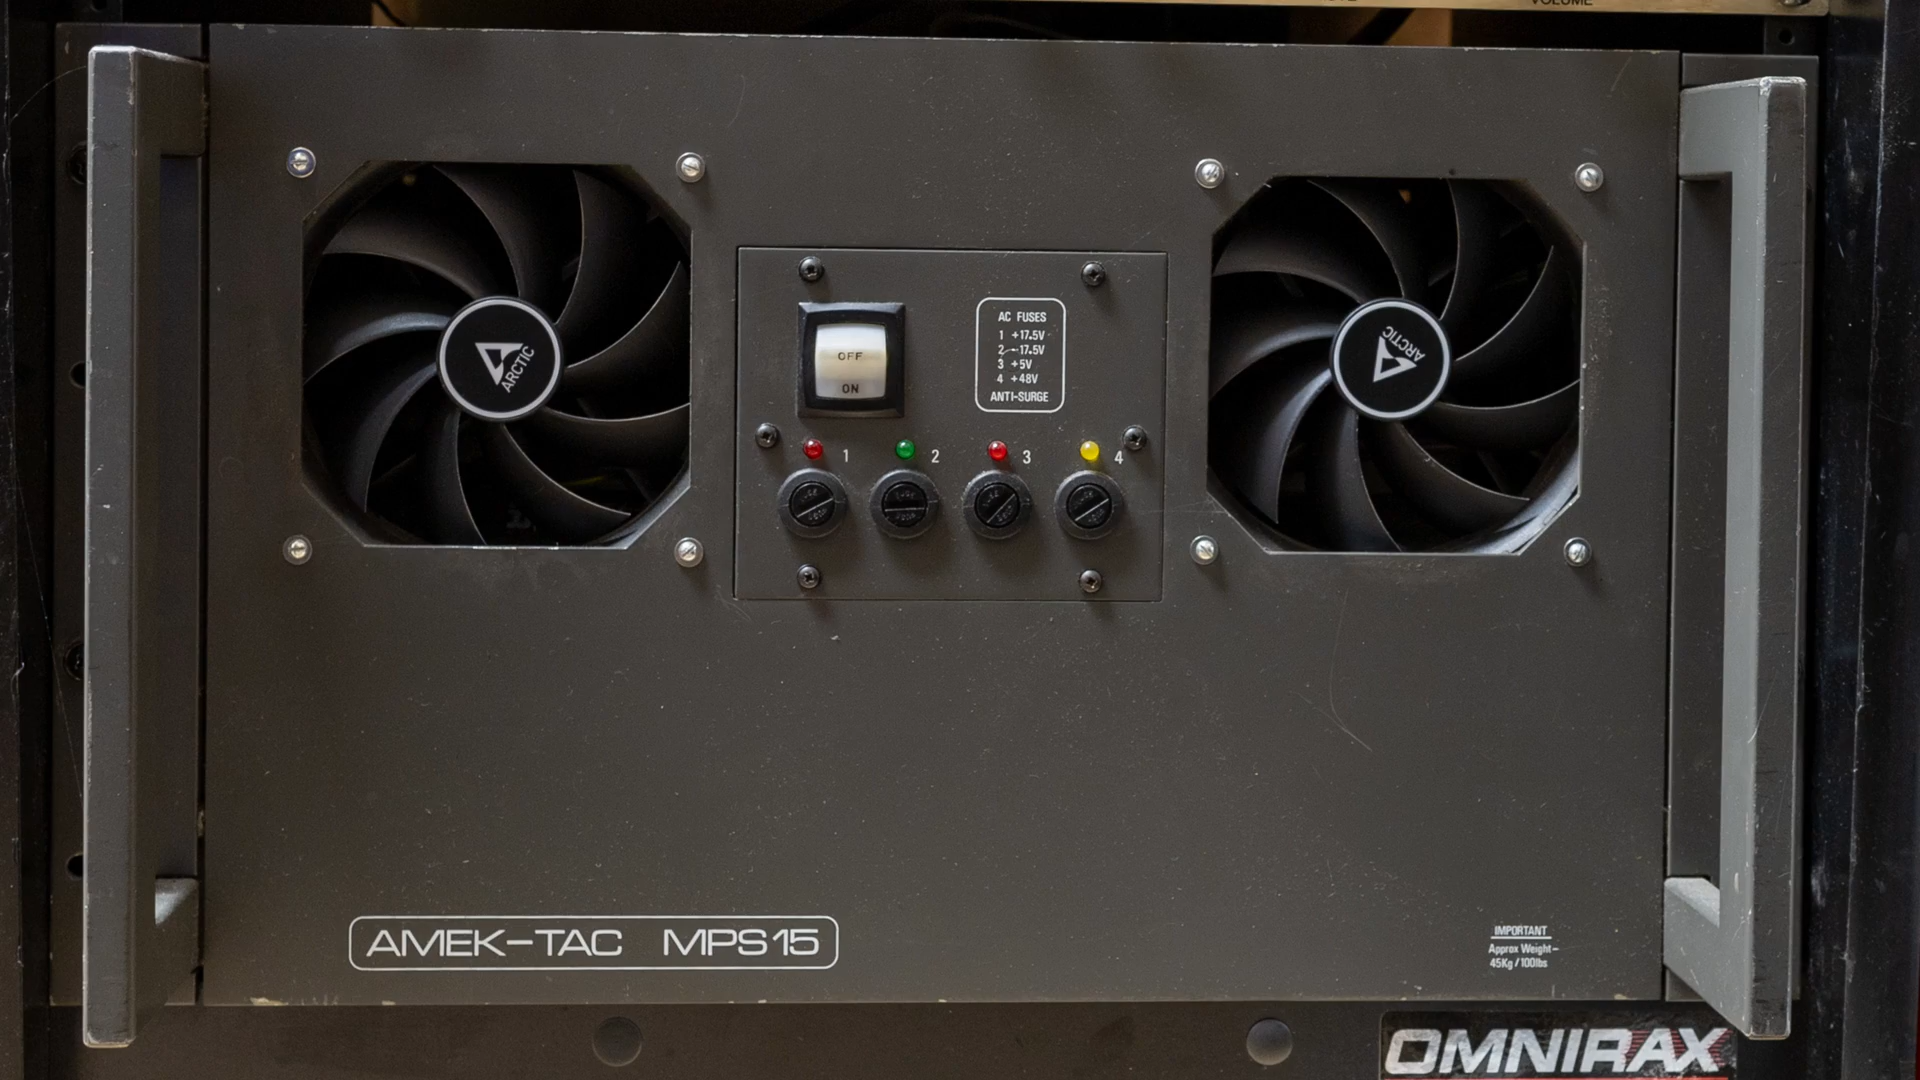 VOLUME
ARCTIC
OFF
ON
AC FUSES
1 +17.5V
2 -17.5V
3 +5V
4 +48V
ANTI-SURGE
ARCTIC
1
2
3
4
AMEK-TAC MPS15
IMPORTANT
Approx Weight-
45Kg / 100lbs
OMNIRAX